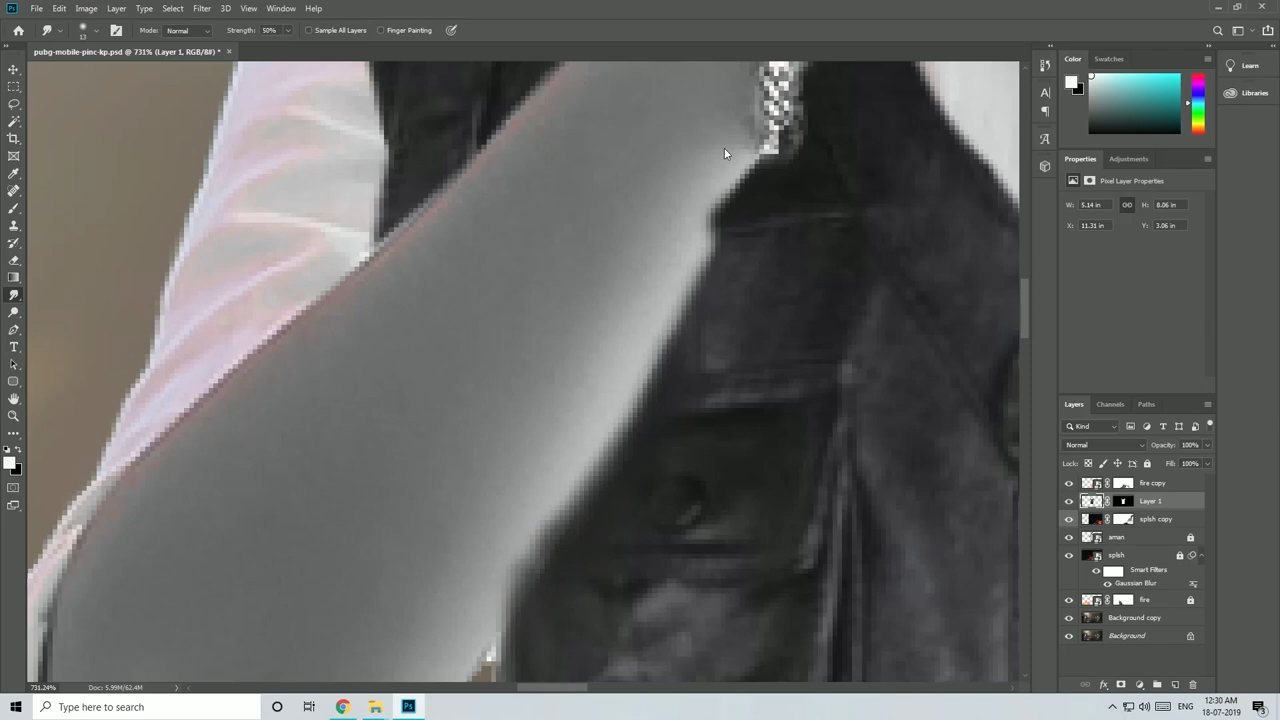 Ps File Edit Image Layer Type Select Filter 3D View Window Help
13 Mode: Normal Strength: 50% Sample All Layers Finger Painting
pubg-mobile-pinc-kp.psd @ 731% (Layer 1, RGB/8#) * ×
Color Swatches
Learn
Libraries
Properties Adjustments
Pixel Layer Properties
W: 5.14 in H: 8.06 in
X: 11.31 in Y: 3.06 in
Layers Channels Paths
Kind
Normal Opacity: 100%
Lock: Fill: 100%
fire copy
Layer 1
splsh copy
aman
splsh
Smart Filters
Gaussian Blur
fire
Background copy
Background
731.24% Doc: 5.99M/62.4M
Type here to search
Ps
ENG
12:30 AM
18-07-2019
3